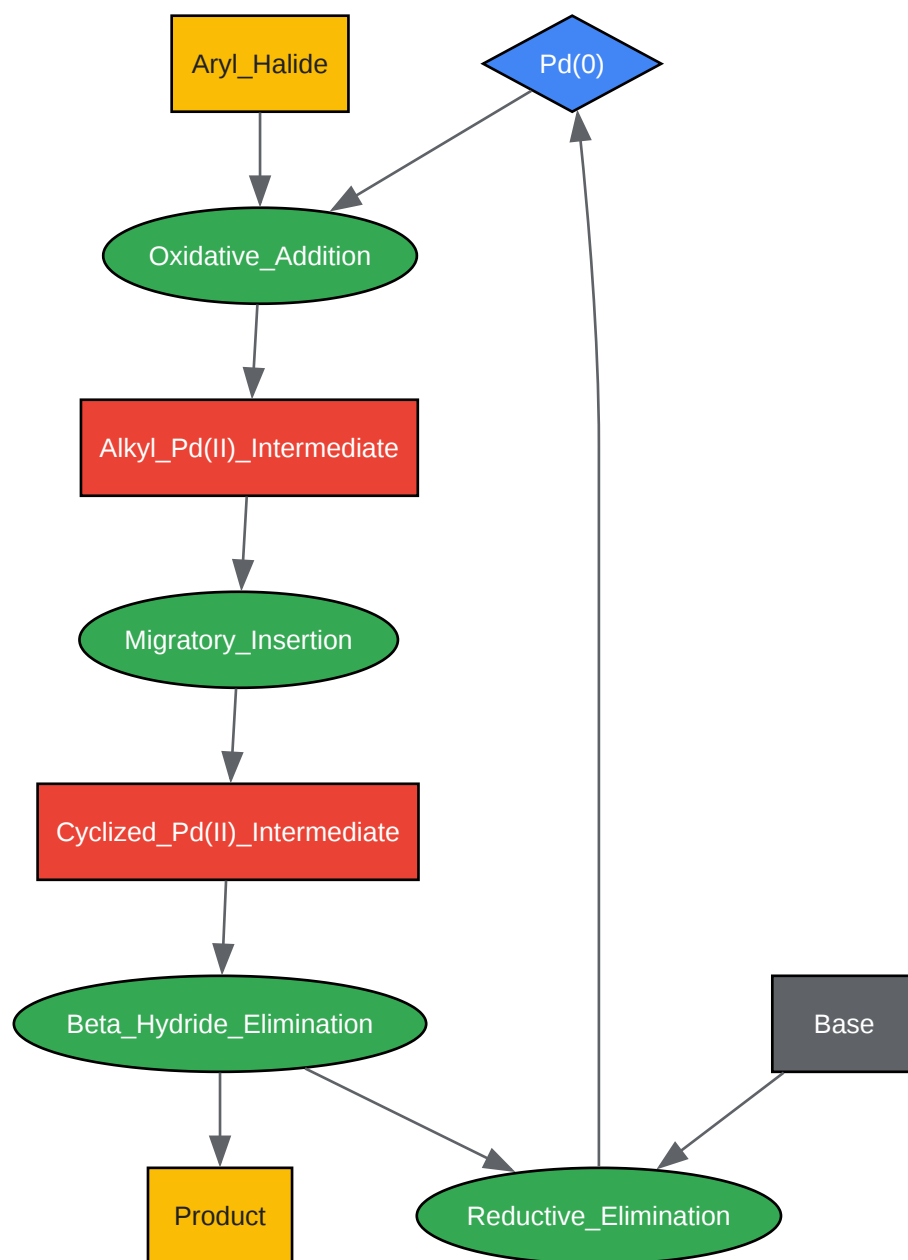 Aryl_Halide
Pd(0)
Oxidative_Addition
Alkyl_Pd(II)_Intermediate
Migratory_Insertion
Cyclized_Pd(II)_Intermediate
Beta_Hydride_Elimination
Base
Product
Reductive_Elimination